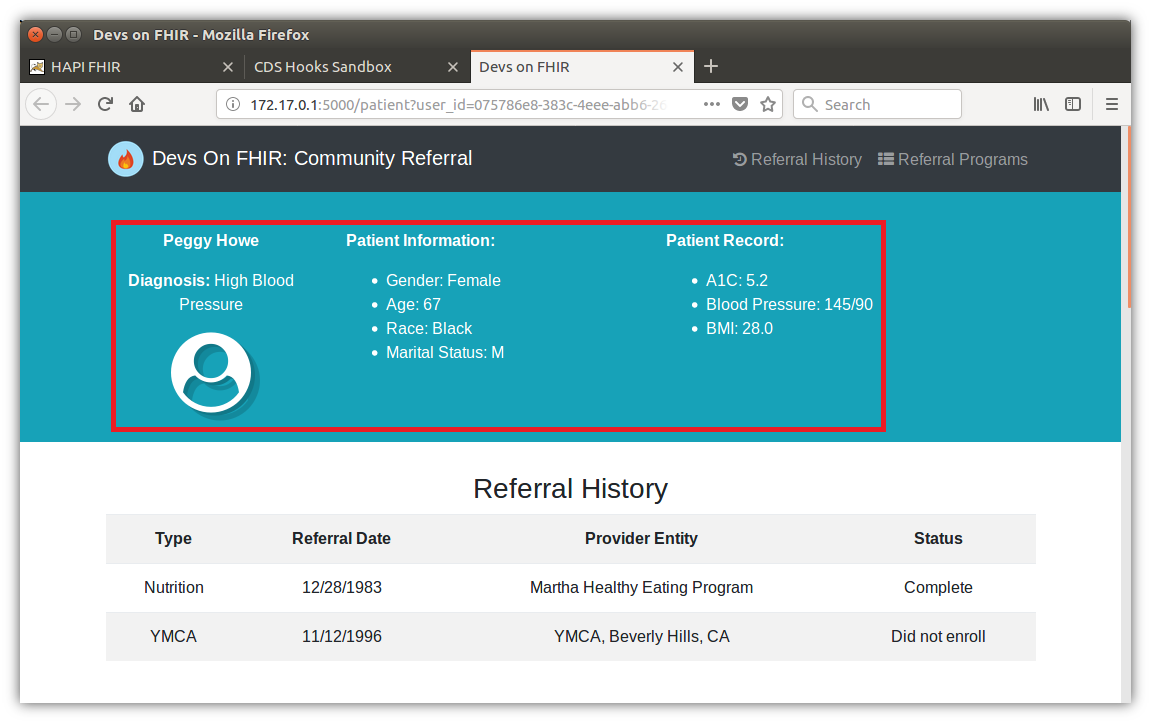 Devs on FHIR - Mozilla Firefox
HAPI FHIR
CDS Hooks Sandbox
Devs on FHIR
172.17.0.1:5000/patient?user_id=075786e8-383c-4eee-abb6-26
Search
Devs On FHIR: Community Referral
Referral History
Referral Programs
Peggy Howe
Diagnosis: High Blood
Pressure
Patient Information:
Gender: Female
Age: 67
Race: Black
Marital Status: M
Patient Record:
A1C: 5.2
Blood Pressure: 145/90
BMI: 28.0
Referral History
Type Referral Date Provider Entity Status
Nutrition 12/28/1983 Martha Healthy Eating Program Complete
YMCA 11/12/1996 YMCA, Beverly Hills, CA Did not enroll